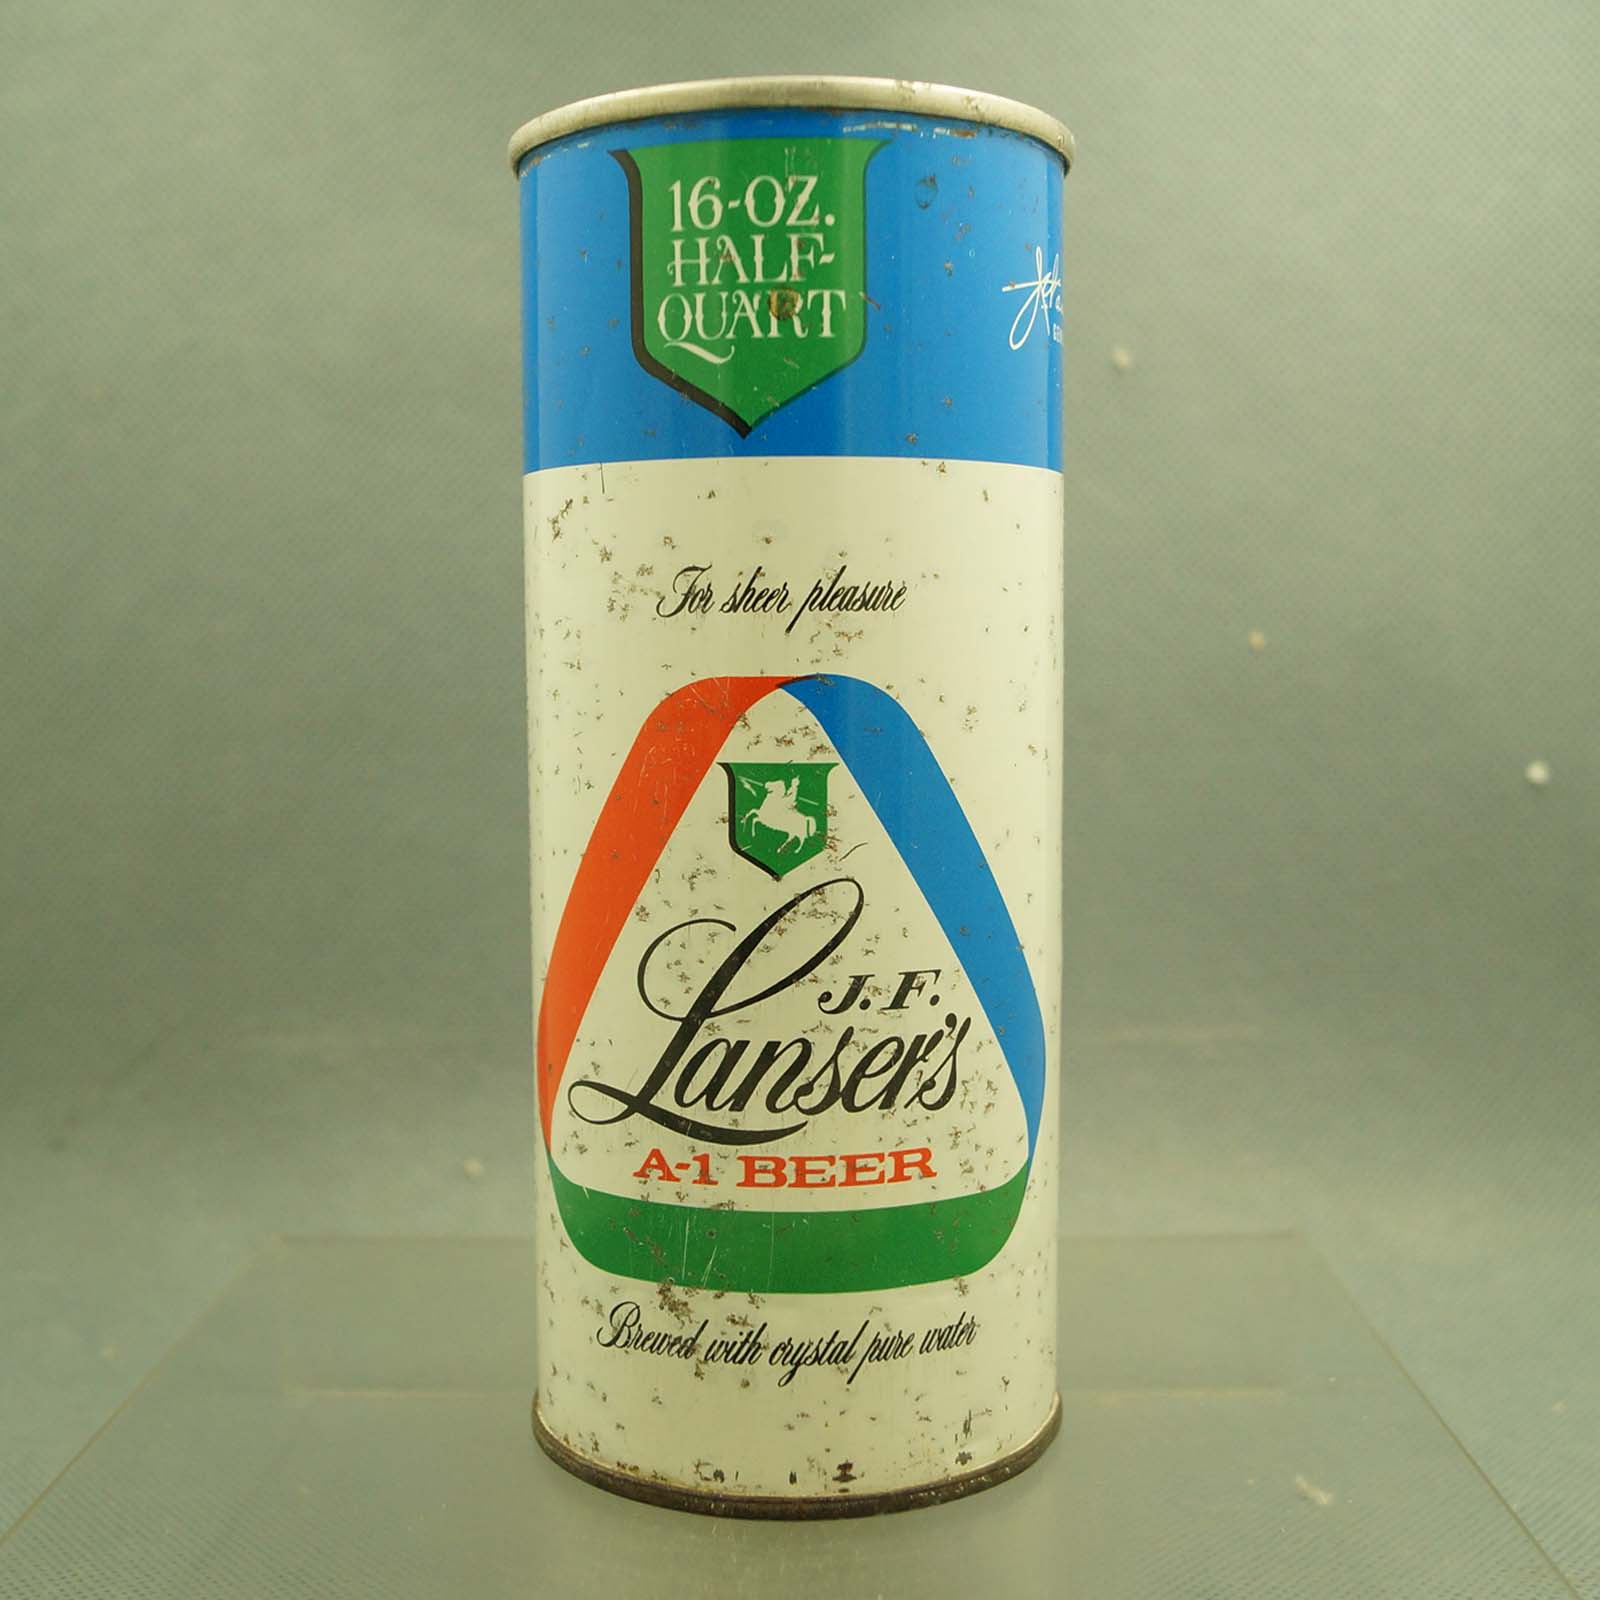 16-OZ.
HALF-
QUART
For sheer pleasure
J.F.
Lanser's
A-1 BEER
Brewed with crystal pure water